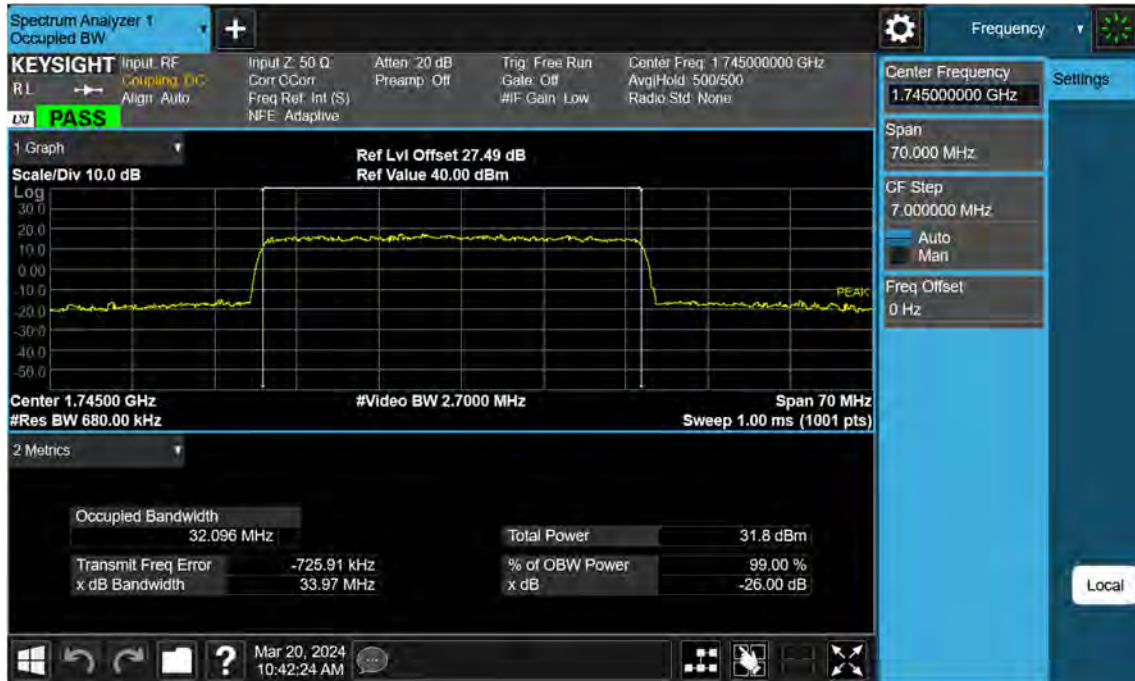 Spectrum Analyzer 1
Occupied BW
+
Frequency
KEYSIGHT
R L
LXI
PASS
Input: RF
Coupling: DC
Align: Auto
Input Z: 50 Ω
Corr CCorr
Freq Ref: Int (S)
NFE: Adaptive
Atten: 20 dB
Preamp: Off
Trig: Free Run
Gate: Off
#IF Gain: Low
Center Freq: 1.745000000 GHz
Avg|Hold: 500/500
Radio Std: None
Center Frequency
1.745000000 GHz
Settings
Span
70.000 MHz
CF Step
7.000000 MHz
Auto
Man
Freq Offset
0 Hz
1 Graph
Scale/Div 10.0 dB
Ref Lvl Offset 27.49 dB
Ref Value 40.00 dBm
Log
30.0
20.0
10.0
0.00
-10.0
-20.0
-30.0
-40.0
-50.0
PEAK
Center 1.74500 GHz
#Res BW 680.00 kHz
#Video BW 2.7000 MHz
Span 70 MHz
Sweep 1.00 ms (1001 pts)
2 Metrics
Occupied Bandwidth
32.096 MHz
Transmit Freq Error -725.91 kHz
x dB Bandwidth 33.97 MHz
Total Power 31.8 dBm
% of OBW Power 99.00 %
x dB -26.00 dB
Local
?
Mar 20, 2024
10:42:24 AM